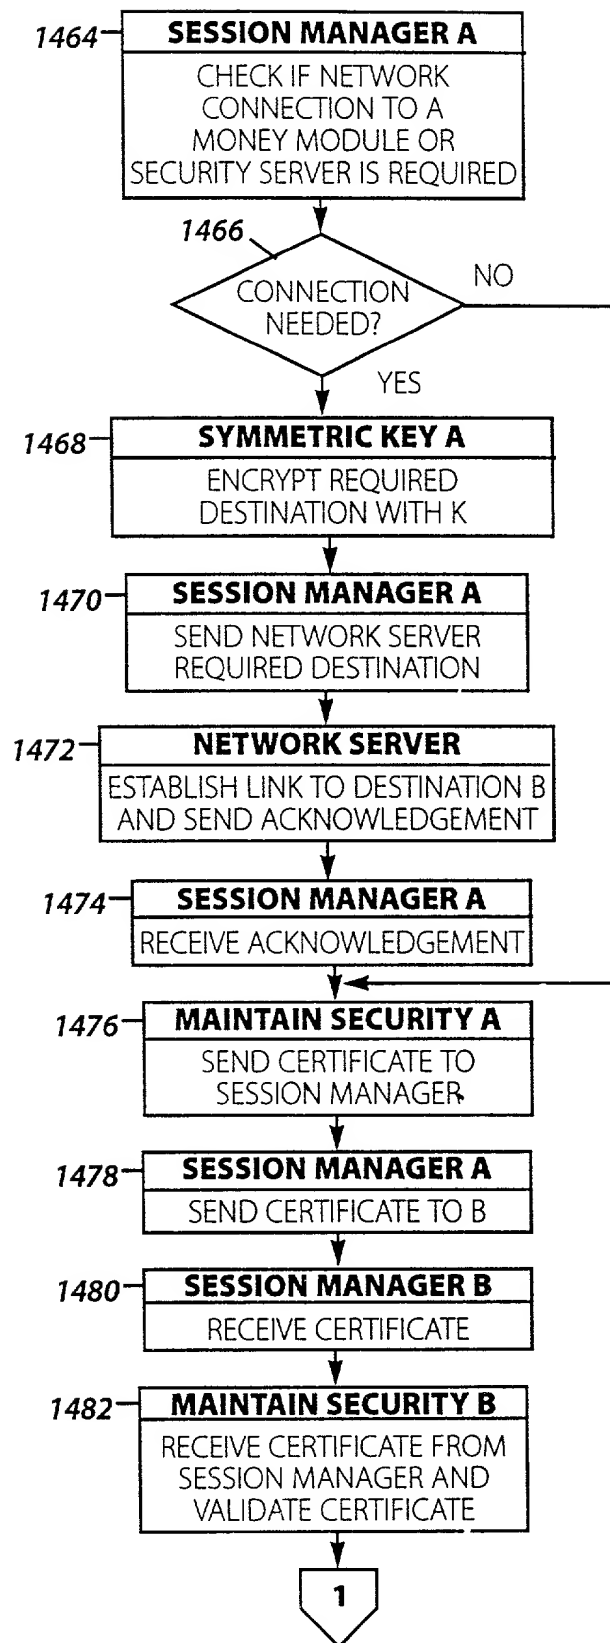 1464
SESSION MANAGER A
CHECK IF NETWORK
CONNECTION TO A
MONEY MODULE OR
SECURITY SERVER IS REQUIRED
1466
CONNECTION
NEEDED?
NO
YES
1468
SYMMETRIC KEY A
ENCRYPT REQUIRED
DESTINATION WITH K
1470
SESSION MANAGER A
SEND NETWORK SERVER
REQUIRED DESTINATION
1472
NETWORK SERVER
ESTABLISH LINK TO DESTINATION B
AND SEND ACKNOWLEDGEMENT
1474
SESSION MANAGER A
RECEIVE ACKNOWLEDGEMENT
1476
MAINTAIN SECURITY A
SEND CERTIFICATE TO
SESSION MANAGER
1478
SESSION MANAGER A
SEND CERTIFICATE TO B
1480
SESSION MANAGER B
RECEIVE CERTIFICATE
1482
MAINTAIN SECURITY B
RECEIVE CERTIFICATE FROM
SESSION MANAGER AND
VALIDATE CERTIFICATE
1